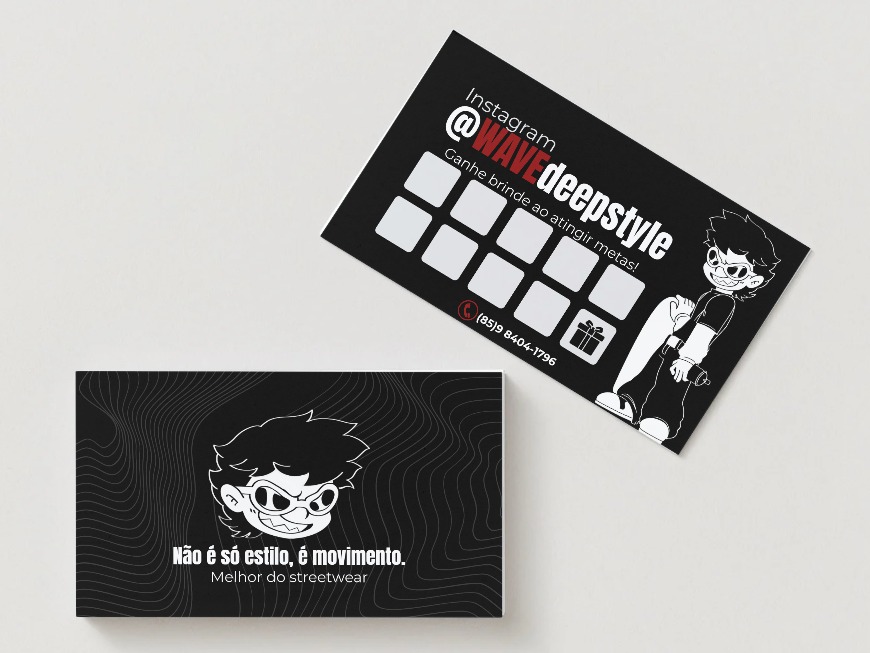 Instagram
@WAVEdeepstyle
Ganhe brinde ao atingir metas!
(85)9 8404-1796
Não é só estilo, é movimento.
Melhor do streetwear